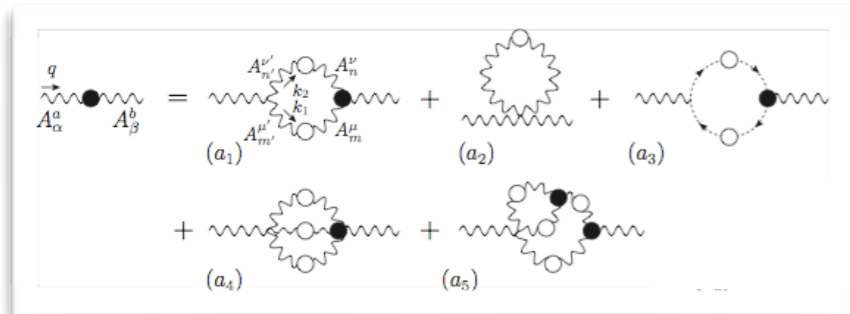 q
A^a_α A^b_β = A^{ν'}_{n'} k_2 k_1 A^{μ'}_{m'} A^ν_n A^μ_m (a_1) + (a_2) + (a_3)
+ (a_4) + (a_5)